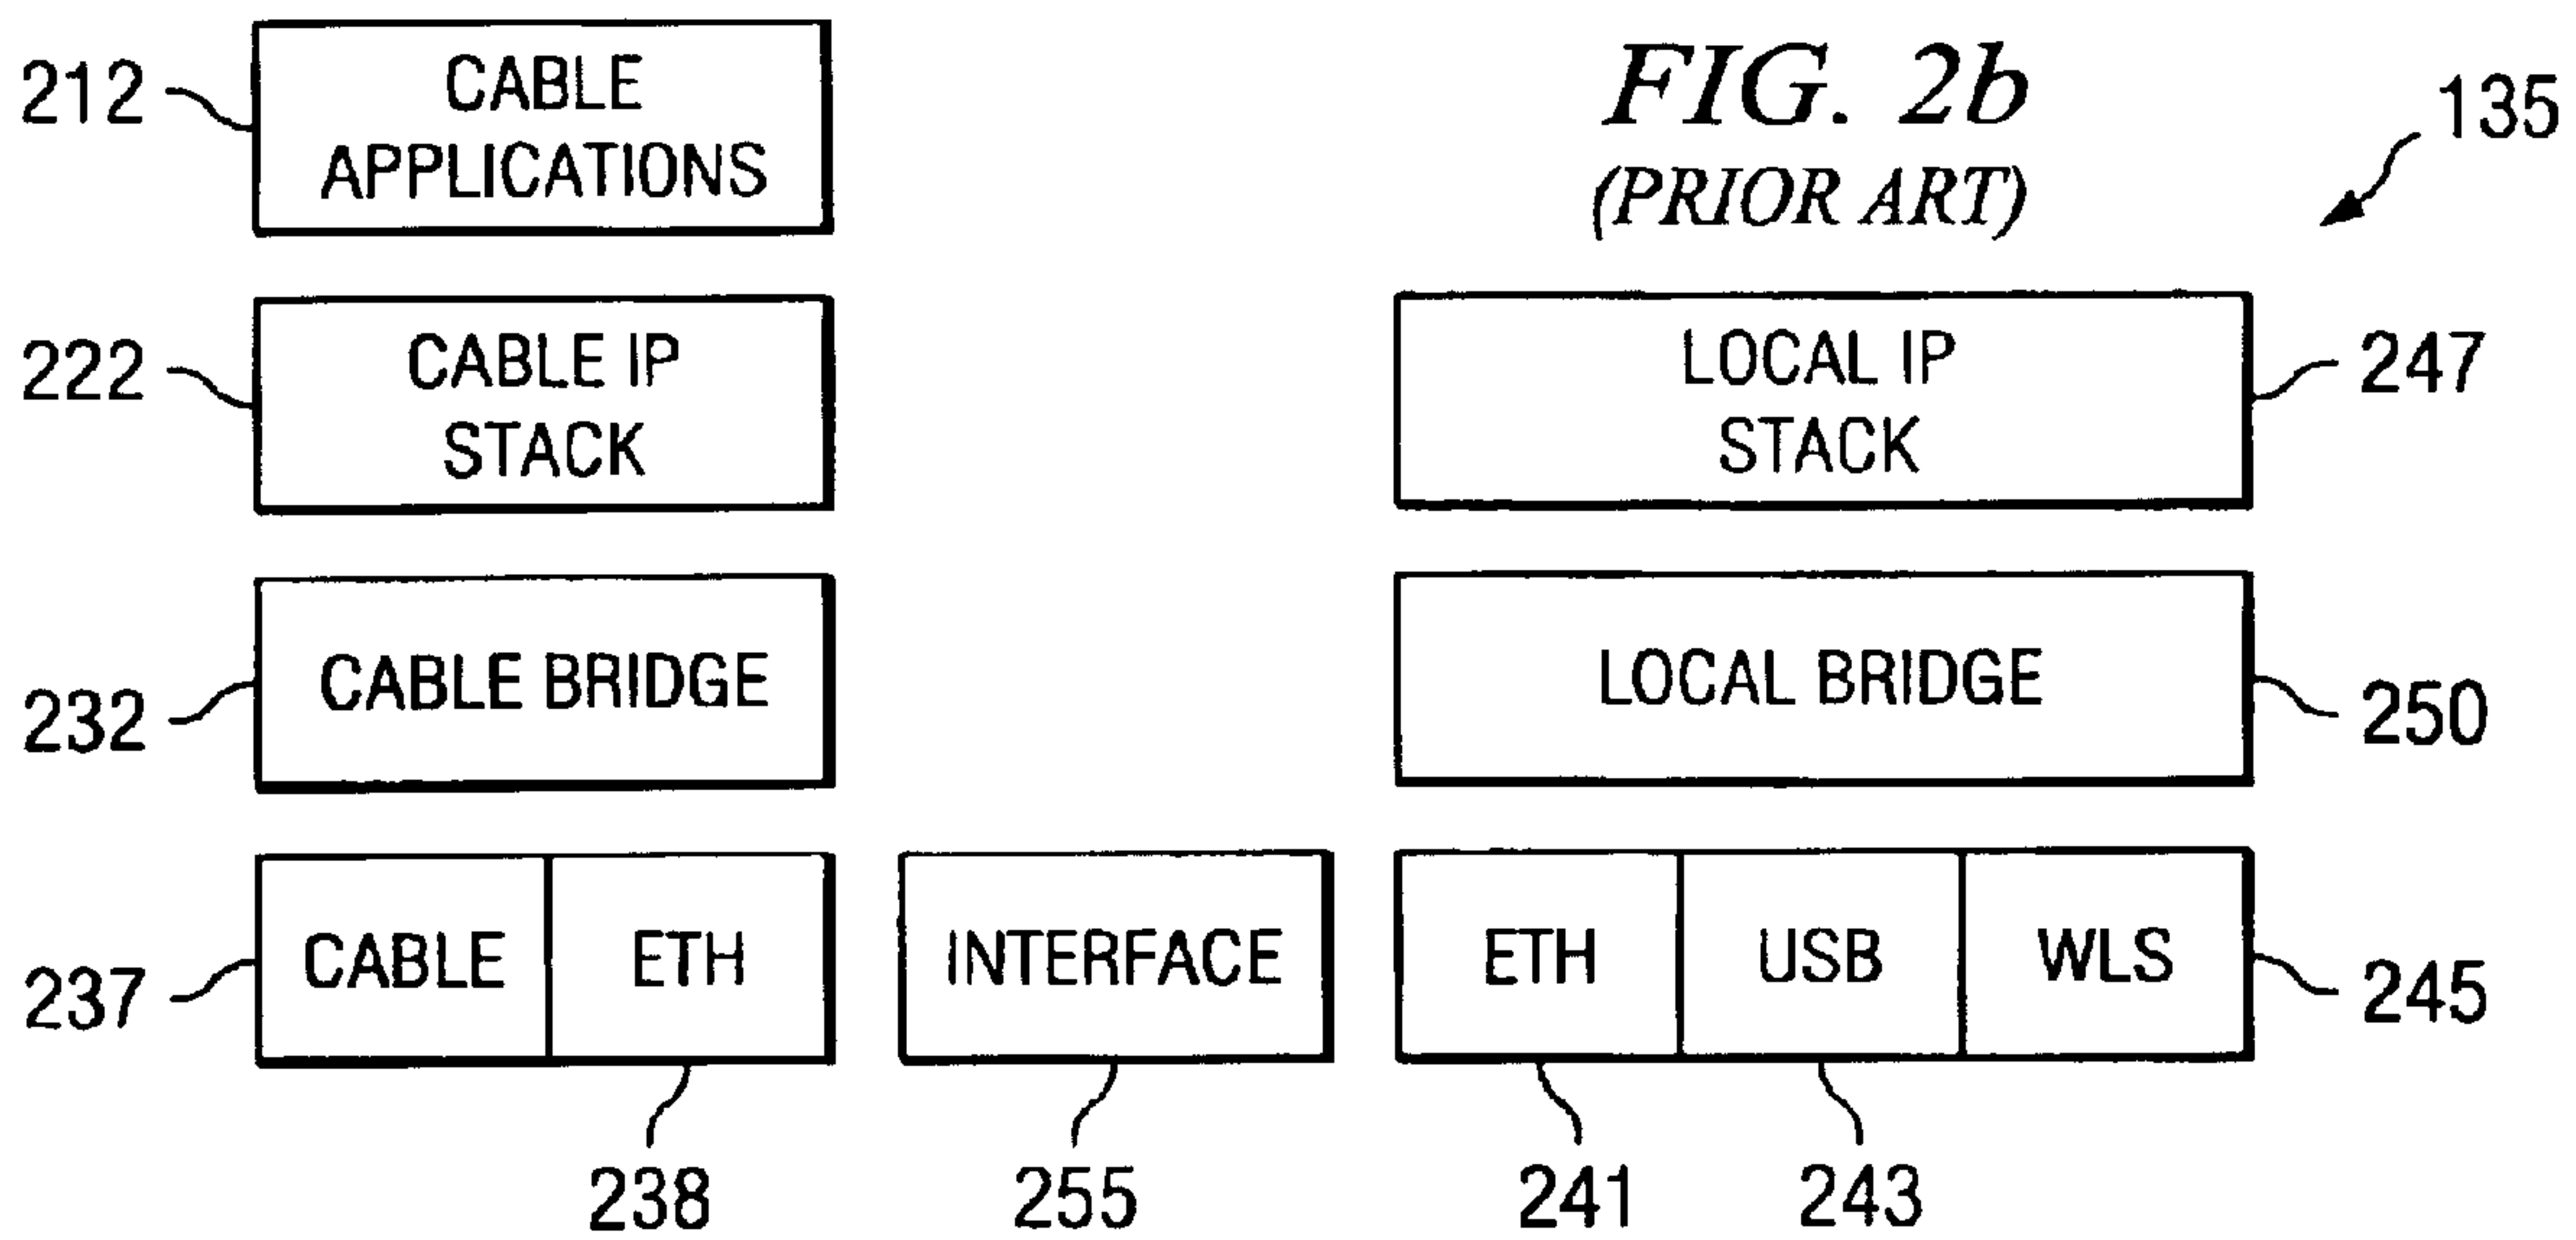 FIG. 2b
(PRIOR ART)
135
212
CABLE
APPLICATIONS
222
CABLE IP
STACK
LOCAL IP
STACK
247
232
CABLE BRIDGE
LOCAL BRIDGE
250
237
CABLE
ETH
INTERFACE
ETH
USB
WLS
245
238
255
241
243